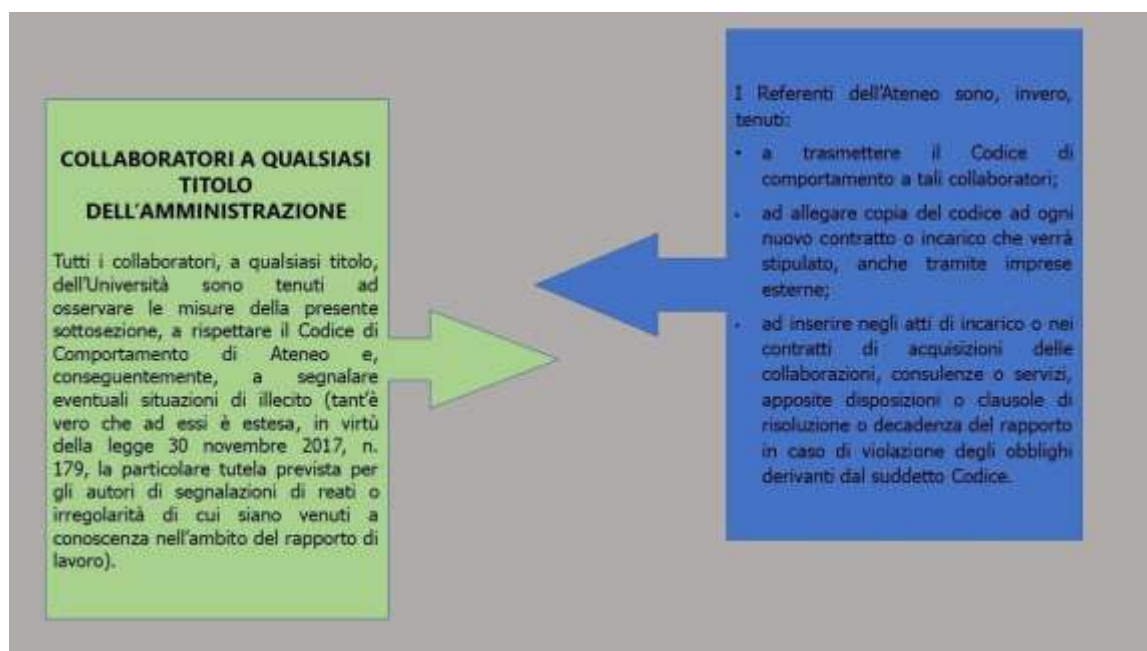 COLLABORATORI A QUALSIASI
TITOLO
DELL'AMMINISTRAZIONE
Tutti i collaboratori, a qualsiasi titolo,
dell'Università sono tenuti ad
osservare le misure della presente
sottosezione, a rispettare il Codice di
Comportamento di Ateneo e,
conseguentemente, a segnalare
eventuali situazioni di illecito (tant'è
vero che ad essi è estesa, in virtù
della legge 30 novembre 2017, n.
179, la particolare tutela prevista per
gli autori di segnalazioni di reati o
irregolarità di cui siano venuti a
conoscenza nell'ambito del rapporto di
lavoro).
I Referenti dell'Ateneo sono, invero,
tenuti:
• a trasmettere il Codice di
comportamento a tali collaboratori;
• ad allegare copia del codice ad ogni
nuovo contratto o incarico che verrà
stipulato, anche tramite imprese
esterne;
• ad inserire negli atti di incarico o nei
contratti di acquisizioni delle
collaborazioni, consulenze o servizi,
apposite disposizioni o clausole di
risoluzione o decadenza del rapporto
in caso di violazione degli obblighi
derivanti dal suddetto Codice.